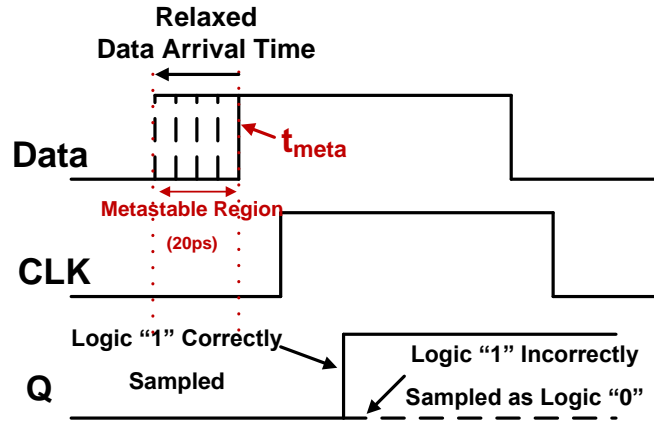 Relaxed
Data Arrival Time
Data
tmeta
Metastable Region
(20ps)
CLK
Logic “1” Correctly
Sampled
Logic “1” Incorrectly
Sampled as Logic “0”
Q